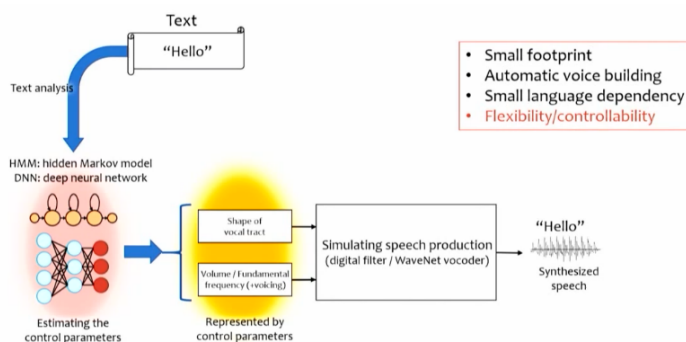 Text
“Hello”
Text analysis
• Small footprint
• Automatic voice building
• Small language dependency
• Flexibility/controllability
HMM: hidden Markov model
DNN: deep neural network
Estimating the
control parameters
Shape of
vocal tract
Volume / Fundamental
frequency (+voicing)
Represented by
control parameters
Simulating speech production
(digital filter / WaveNet vocoder)
“Hello”
Synthesized
speech